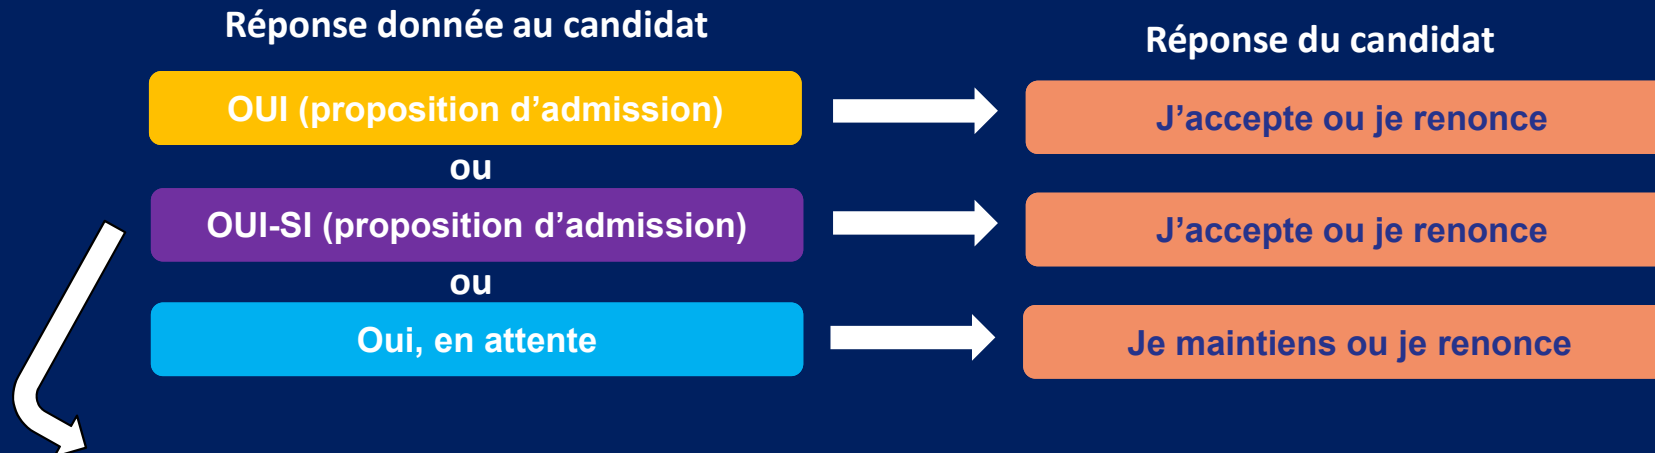 Réponse donnée au candidat
Réponse du candidat
OUI (proposition d’admission)
J’accepte ou je renonce
ou
OUI-SI (proposition d’admission)
J’accepte ou je renonce
ou
Oui, en attente
Je maintiens ou je renonce